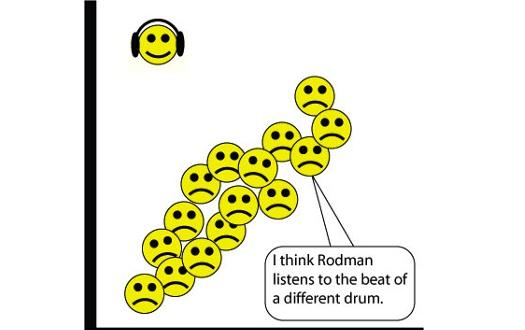 I think Rodman
listens to the beat of
a different drum.